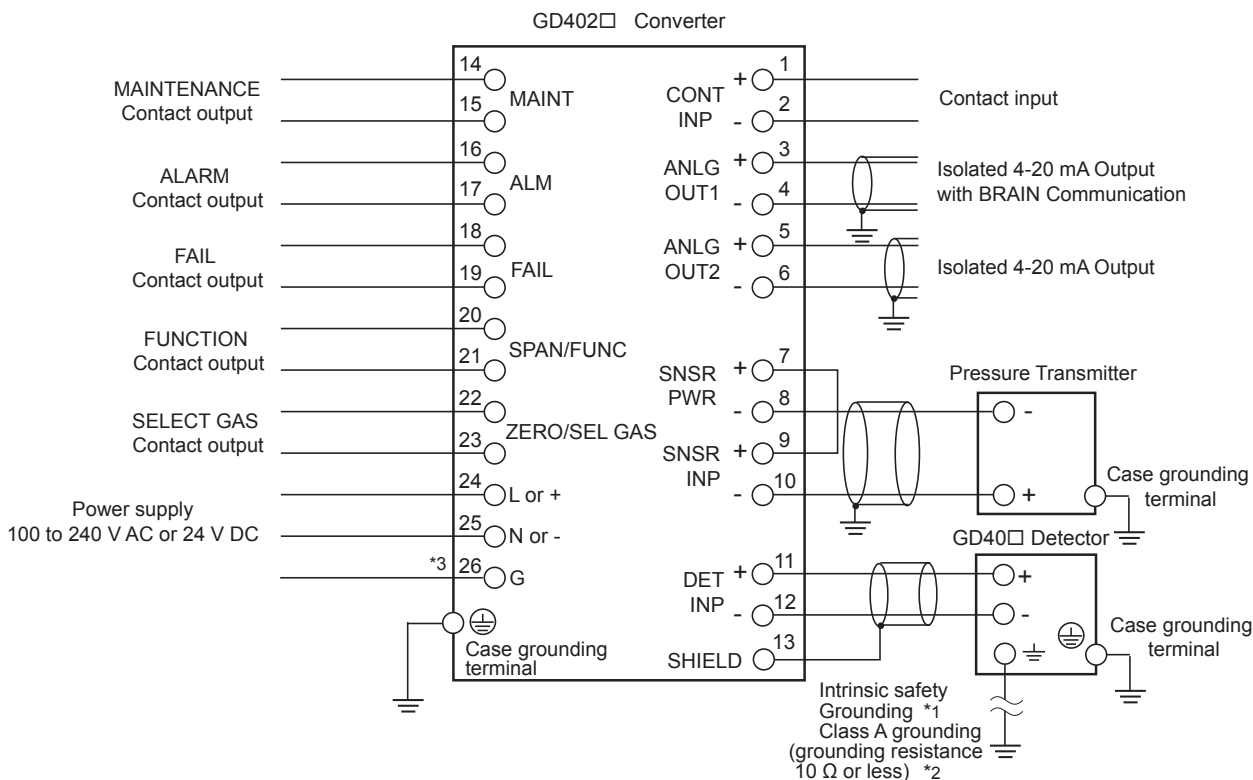 GD402□ Converter
MAINTENANCE
Contact output
ALARM
Contact output
FAIL
Contact output
FUNCTION
Contact output
SELECT GAS
Contact output
Power supply
100 to 240 V AC or 24 V DC
*3
14
MAINT
15
16
ALM
17
18
FAIL
19
20
SPAN/FUNC
21
22
ZERO/SEL GAS
23
24
L or +
25
N or -
26
G
Case grounding
terminal
CONT
INP
+
1
-
2
ANLG
OUT1
+
3
-
4
ANLG
OUT2
+
5
-
6
SNSR
PWR
+
7
-
8
SNSR
INP
+
9
-
10
DET
INP
+
11
-
12
SHIELD
13
Contact input
Isolated 4-20 mA Output
with BRAIN Communication
Isolated 4-20 mA Output
Pressure Transmitter
-
+
Case grounding
terminal
GD40□ Detector
+
-
Case grounding
terminal
Intrinsic safety
Grounding *1
Class A grounding
(grounding resistance
10 Ω or less) *2